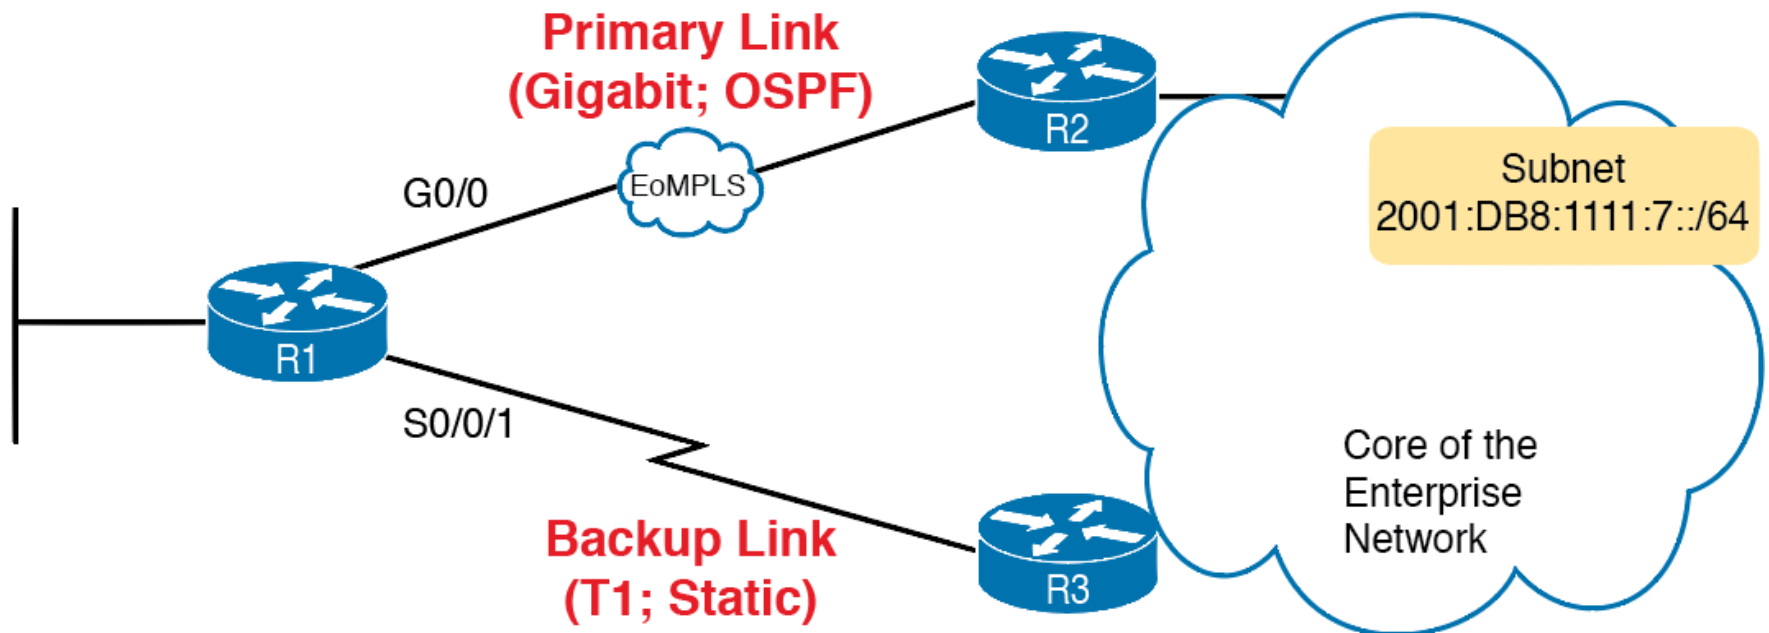 Primary Link
(Gigabit; OSPF)
R2
EoMPLS
G0/0
Subnet
2001:DB8:1111:7::/64
R1
S0/0/1
Backup Link
(T1; Static)
R3
Core of the
Enterprise
Network